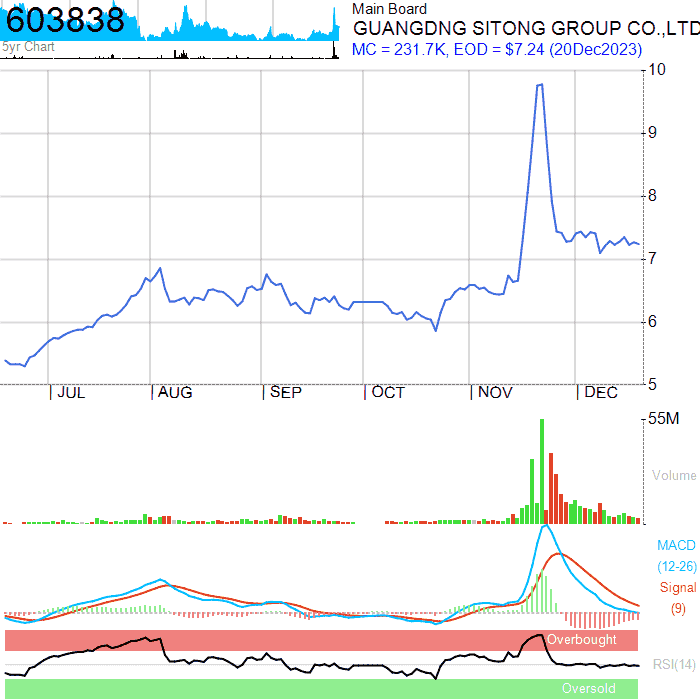 603838
5yr Chart
Main Board
GUANGDNG SITONG GROUP CO.,LTD
MC = 231.7K, EOD = $7.24 (20Dec2023)
10
9
8
7
6
5
JUL
AUG
SEP
OCT
NOV
DEC
55M
Volume
MACD
(12-26)
Signal
(9)
Overbought
RSI(14)
Oversold